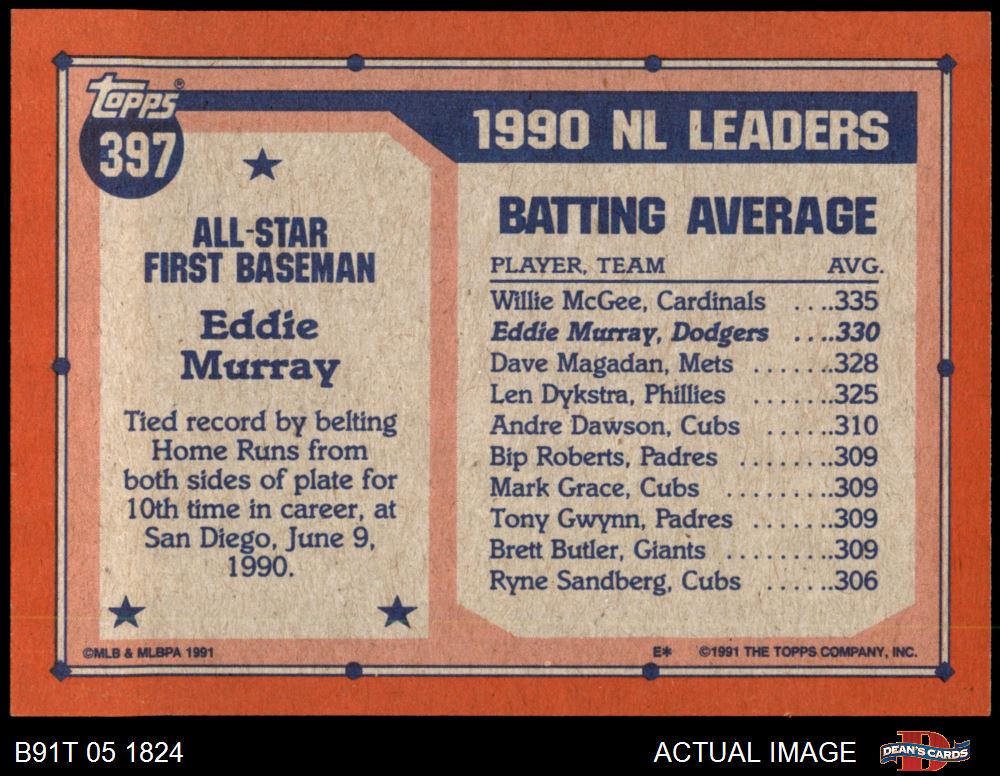 Topps®
397
ALL-STAR
FIRST BASEMAN
Eddie
Murray
Tied record by belting
Home Runs from
both sides of plate for
10th time in career, at
San Diego, June 9,
1990.
©MLB & MLBPA 1991
1990 NL LEADERS
BATTING AVERAGE
PLAYER, TEAM AVG.
Willie McGee, Cardinals ....335
Eddie Murray, Dodgers ....330
Dave Magadan, Mets .......328
Len Dykstra, Phillies .......325
Andre Dawson, Cubs ......310
Bip Roberts, Padres ........309
Mark Grace, Cubs .........309
Tony Gwynn, Padres .......309
Brett Butler, Giants .........309
Ryne Sandberg, Cubs ......306
E* ©1991 THE TOPPS COMPANY, INC.
B91T 05 1824
ACTUAL IMAGE
D
DEAN'S CARDS